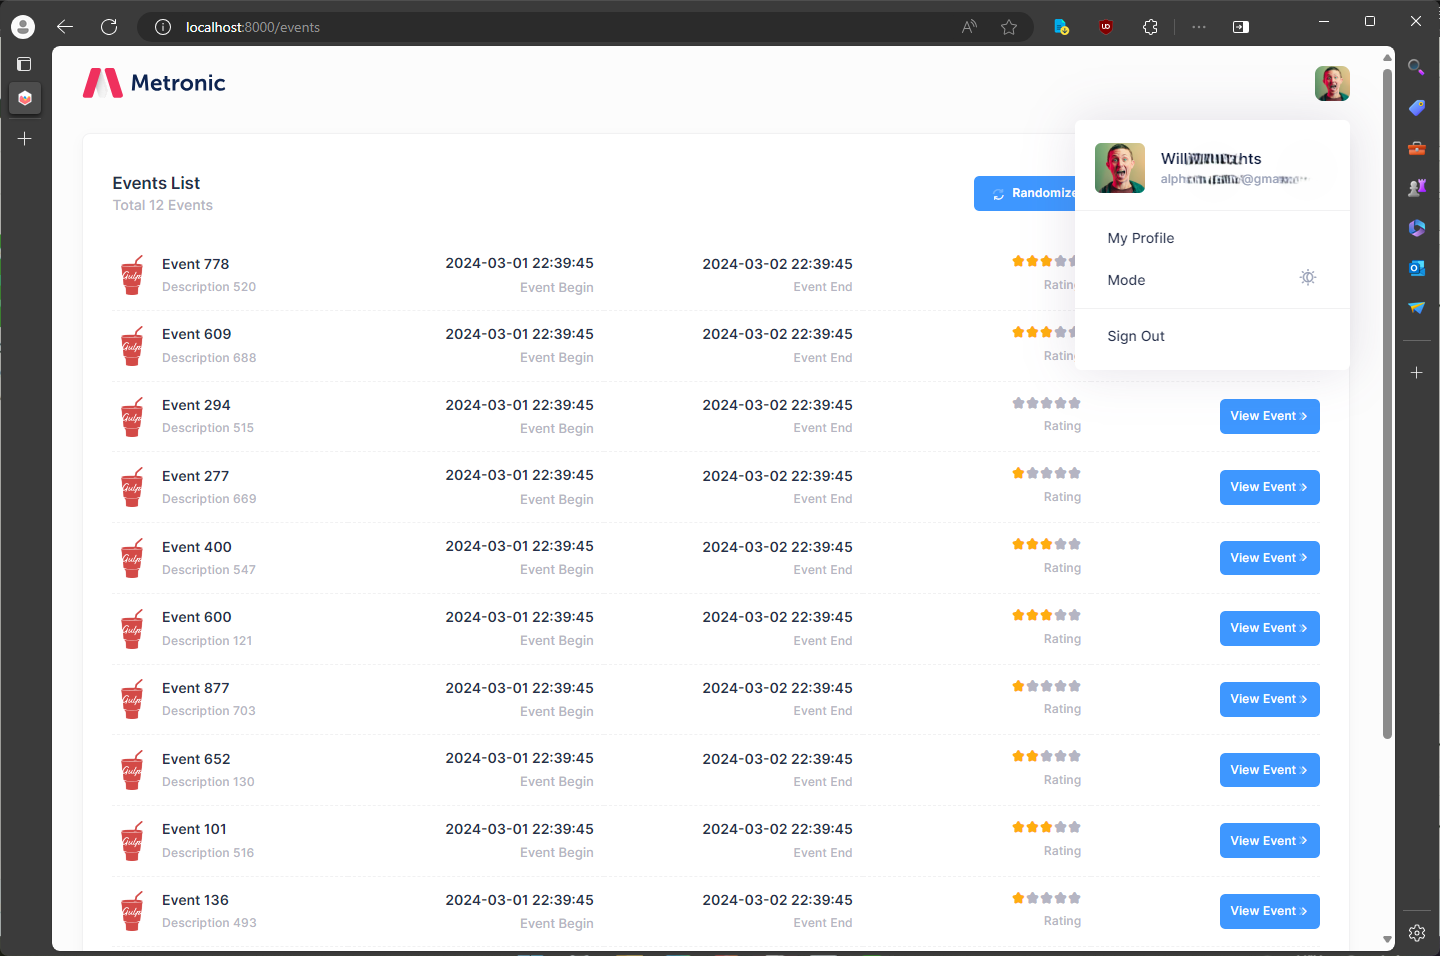 localhost:8000/events
Metronic
Events List
Total 12 Events
Randomize
My Profile
Mode
Sign Out
Event 778
Description 520
2024-03-01 22:39:45
Event Begin
2024-03-02 22:39:45
Event End
Event 609
Description 688
2024-03-01 22:39:45
Event Begin
2024-03-02 22:39:45
Event End
Event 294
Description 515
2024-03-01 22:39:45
Event Begin
2024-03-02 22:39:45
Event End
Rating
View Event
Event 277
Description 669
2024-03-01 22:39:45
Event Begin
2024-03-02 22:39:45
Event End
Rating
View Event
Event 400
Description 547
2024-03-01 22:39:45
Event Begin
2024-03-02 22:39:45
Event End
Rating
View Event
Event 600
Description 121
2024-03-01 22:39:45
Event Begin
2024-03-02 22:39:45
Event End
Rating
View Event
Event 877
Description 703
2024-03-01 22:39:45
Event Begin
2024-03-02 22:39:45
Event End
Rating
View Event
Event 652
Description 130
2024-03-01 22:39:45
Event Begin
2024-03-02 22:39:45
Event End
Rating
View Event
Event 101
Description 516
2024-03-01 22:39:45
Event Begin
2024-03-02 22:39:45
Event End
Rating
View Event
Event 136
Description 493
2024-03-01 22:39:45
Event Begin
2024-03-02 22:39:45
Event End
Rating
View Event